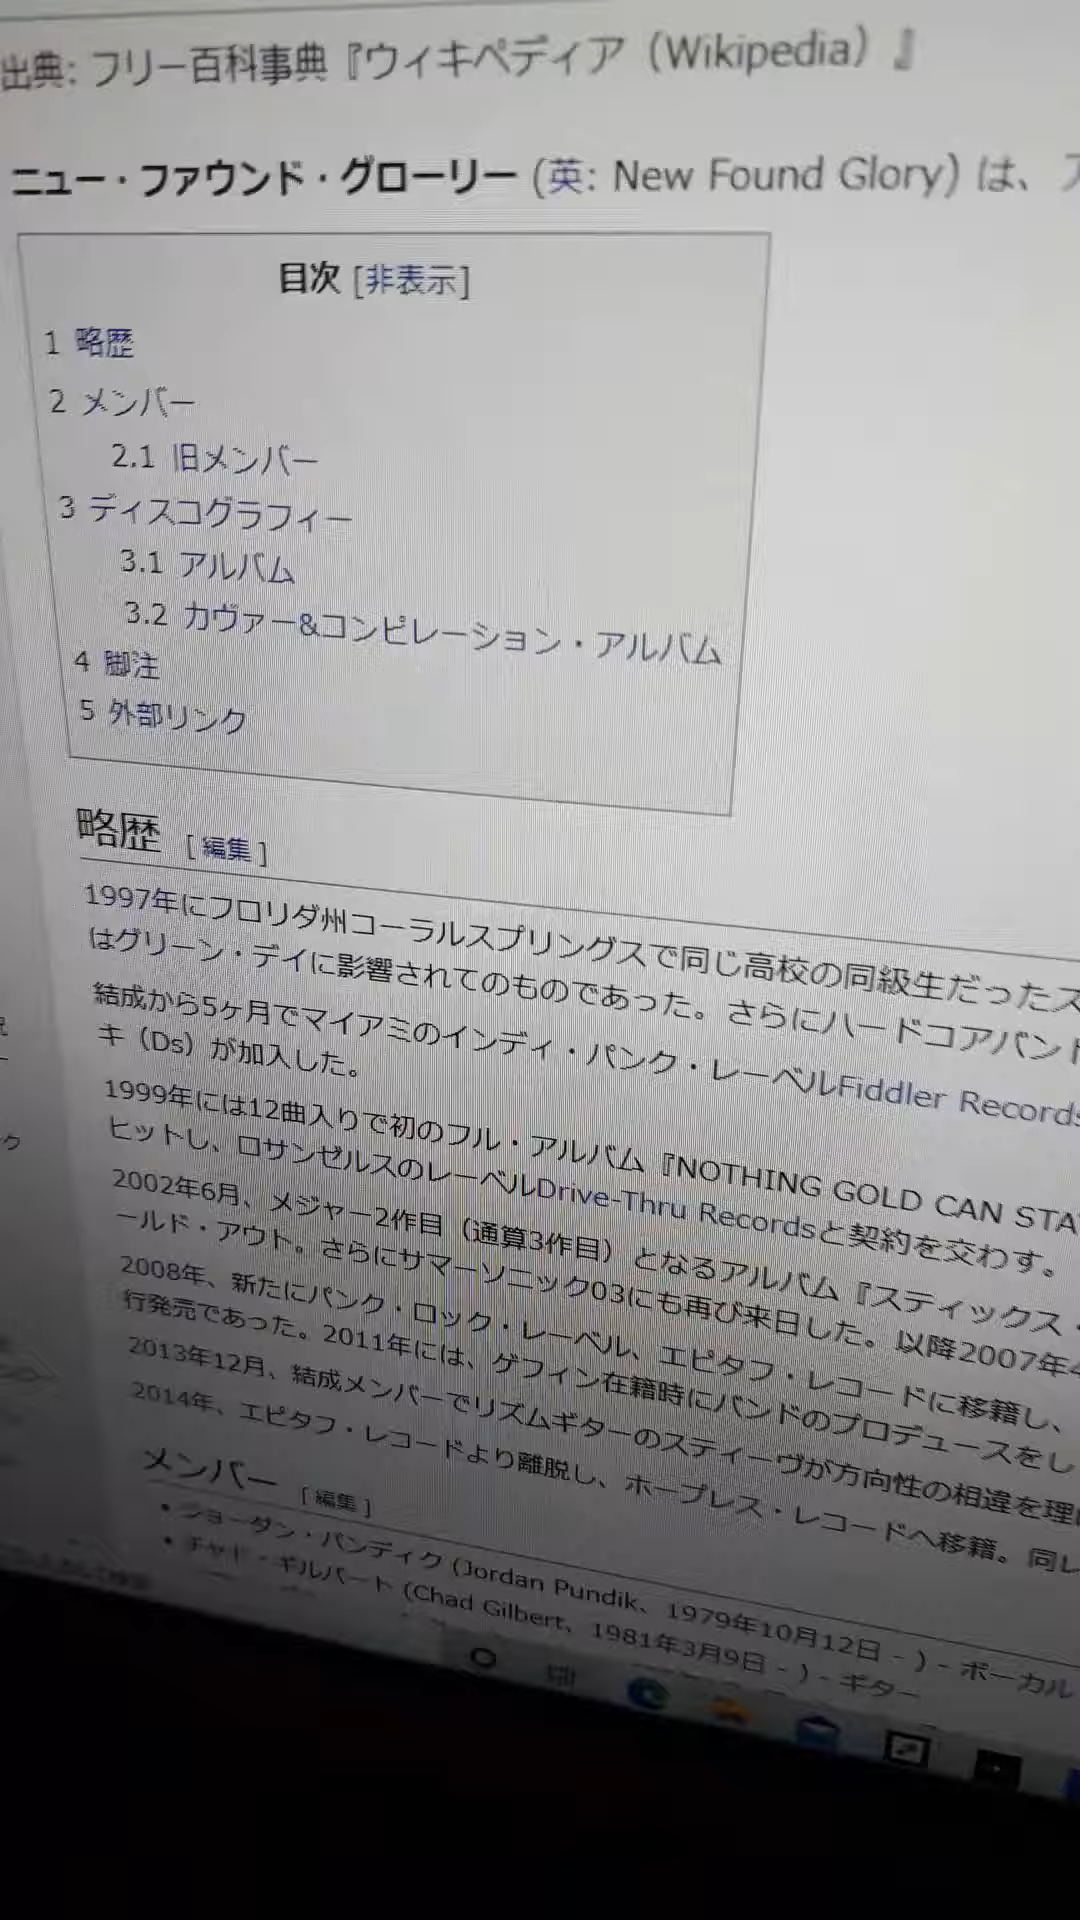 出典: フリー百科事典『ウィキペディア（Wikipedia）』
ニュー・ファウンド・グローリー (英: New Found Glory) は、
目次 [非表示]
1 略歴
2 メンバー
2.1 旧メンバー
3 ディスコグラフィー
3.1 アルバム
3.2 カヴァー&コンピレーション・アルバム
4 脚注
5 外部リンク
略歴 [編集]
1997年にフロリダ州コーラルスプリングスで同じ高校の同級生だったス
はグリーン・デイに影響されてのものであった。さらにハードコアバンド
結成から5ヶ月でマイアミのインディ・パンク・レーベルFiddler Records
キ（Ds）が加入した。
1999年には12曲入りで初のフル・アルバム『NOTHING GOLD CAN STA
ヒットし、ロサンゼルスのレーベルDrive-Thru Recordsと契約を交わす。
2002年6月、メジャー2作目（通算3作目）となるアルバム『スティックス・
ールド・アウト。さらにサマーソニック03にも再び来日した。以降2007年4
2008年、新たにパンク・ロック・レーベル、エピタフ・レコードに移籍し、
行発売であった。2011年には、ゲフィン在籍時にバンドのプロデュースをし
2013年12月、結成メンバーでリズムギターのスティーヴが方向性の相違を理
2014年、エピタフ・レコードより離脱し、ホープレス・レコードへ移籍。同
メンバー [編集]
• ジョーダン・パンディク (Jordan Pundik、1979年10月12日 - ) - ボーカル
• チャド・ギルバート (Chad Gilbert、1981年3月9日 - ) - ギター